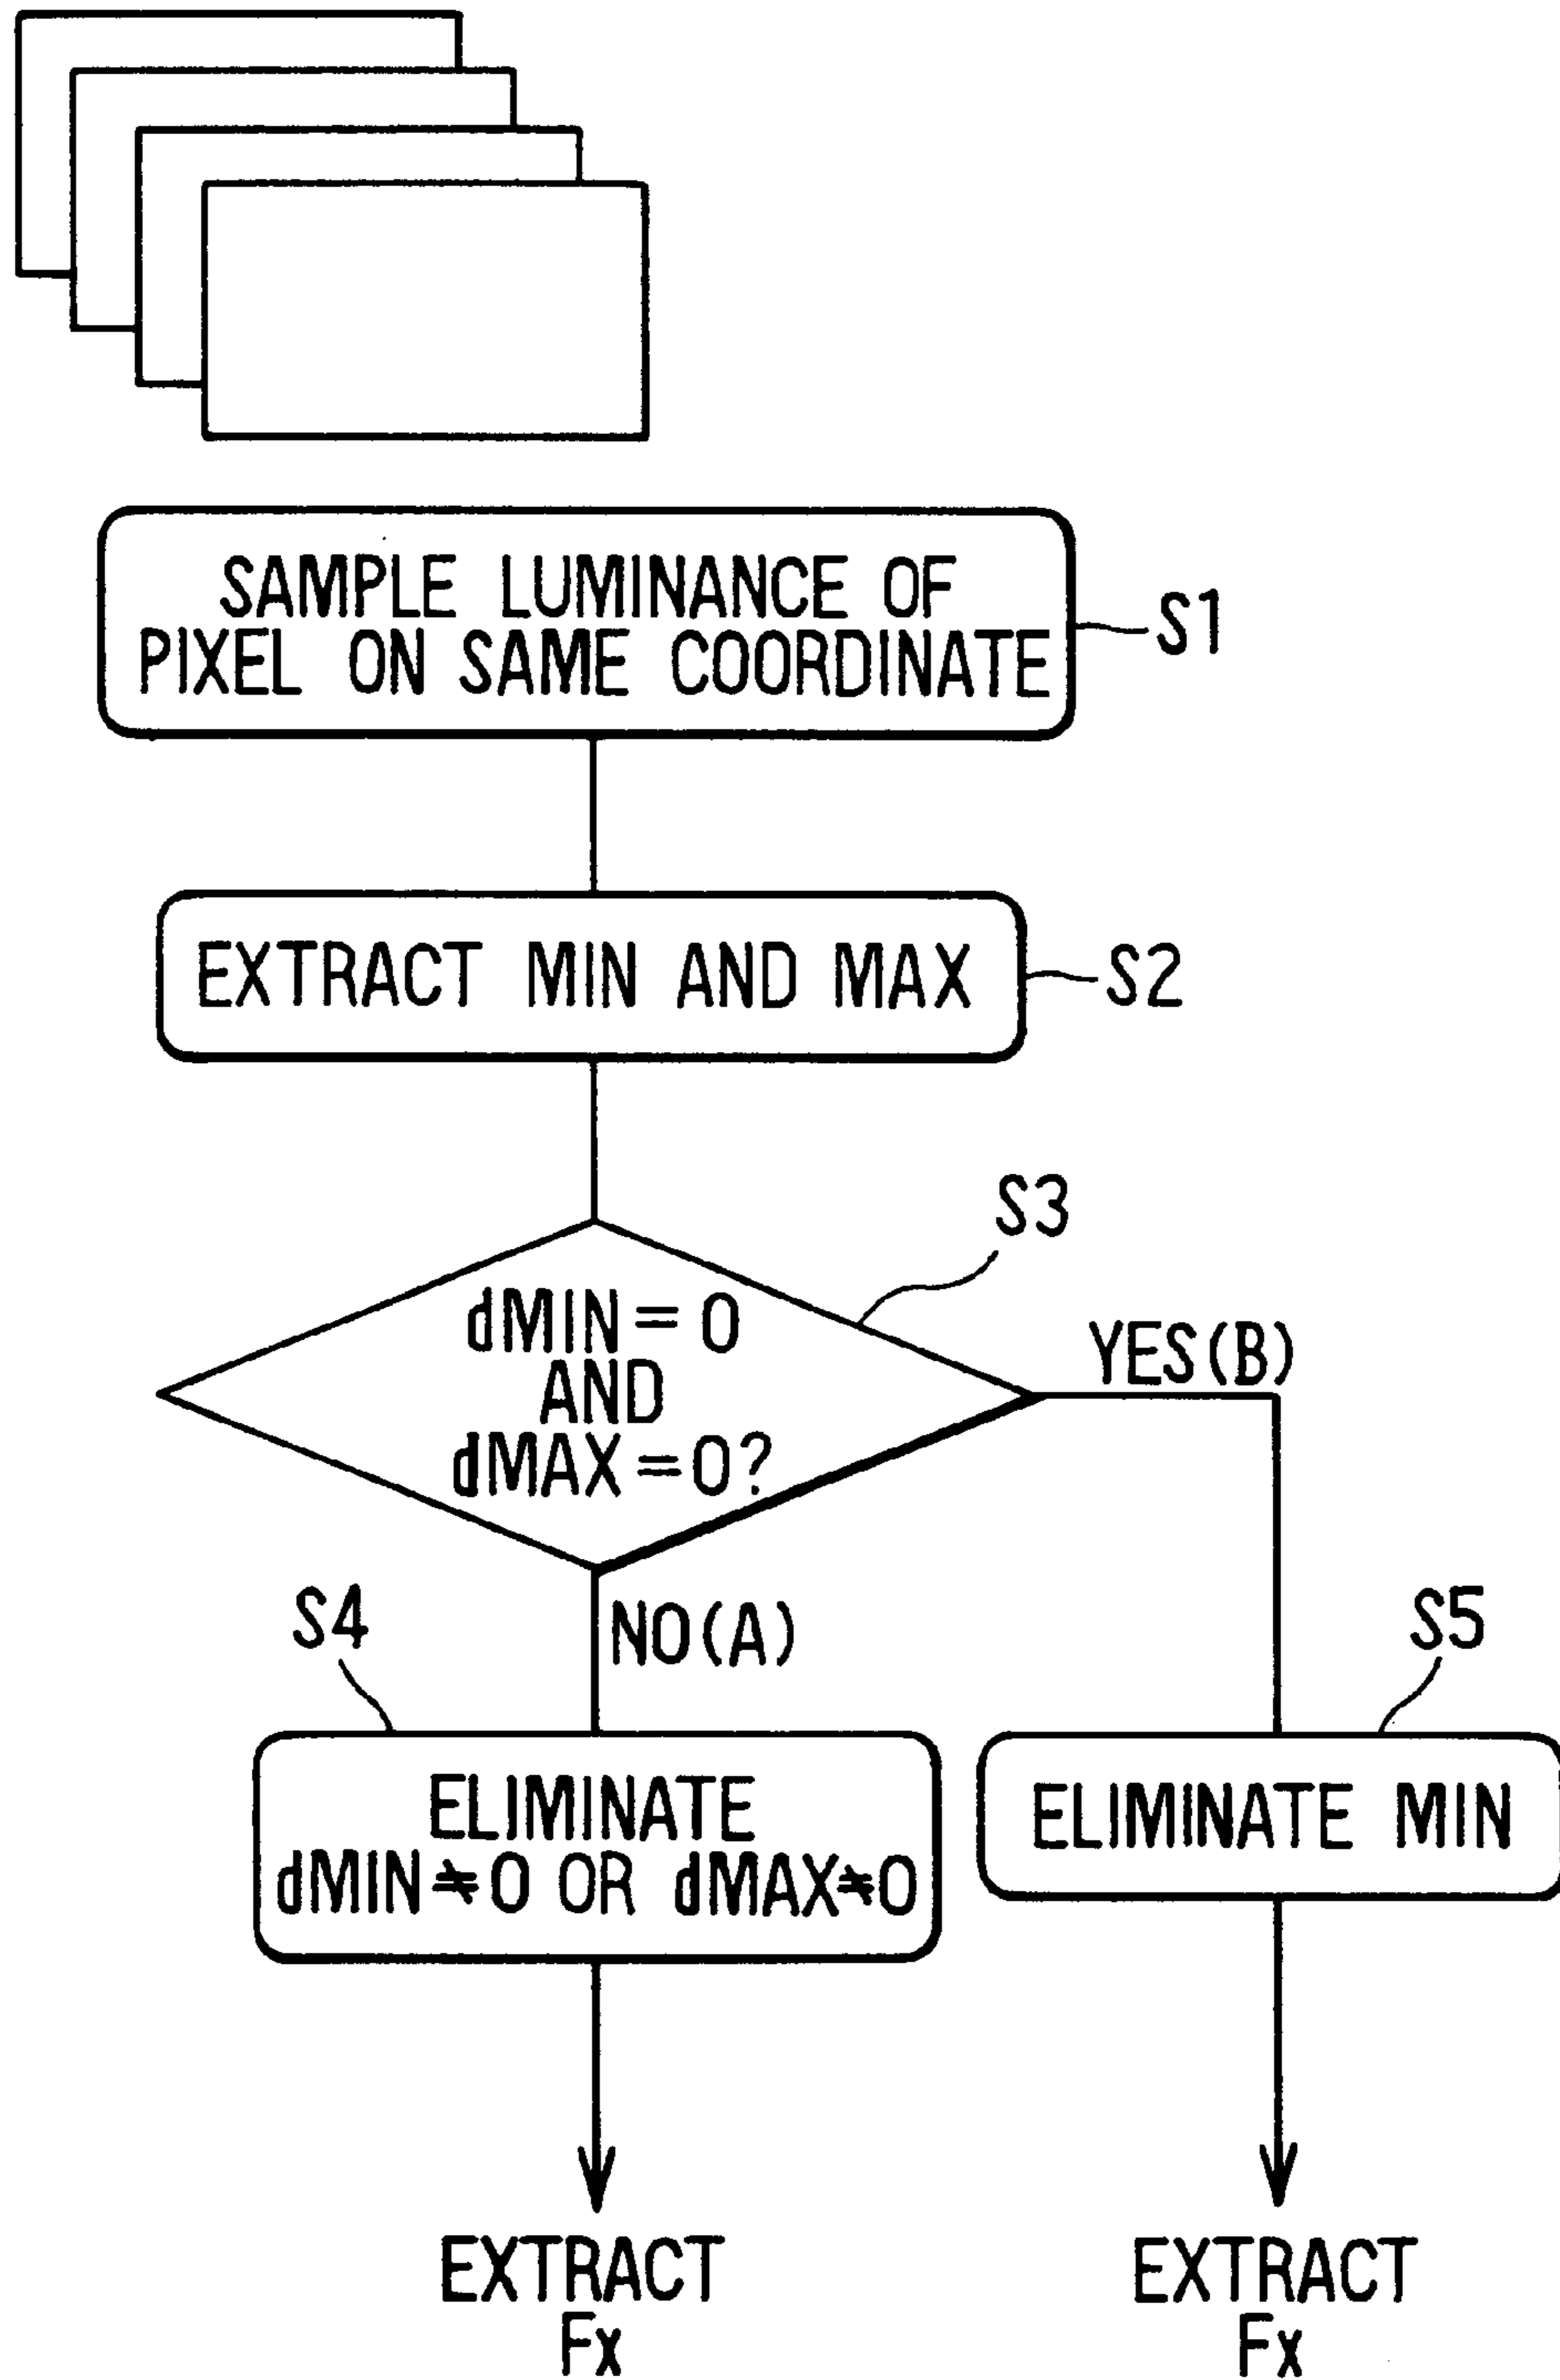 SAMPLE LUMINANCE OF
PIXEL ON SAME COORDINATE
S1
EXTRACT MIN AND MAX
S2
S3
dMIN=0
AND
dMAX=0?
YES(B)
NO(A)
S4
S5
ELIMINATE
dMIN≠0 OR dMAX≠0
ELIMINATE MIN
EXTRACT
Fx
EXTRACT
Fx